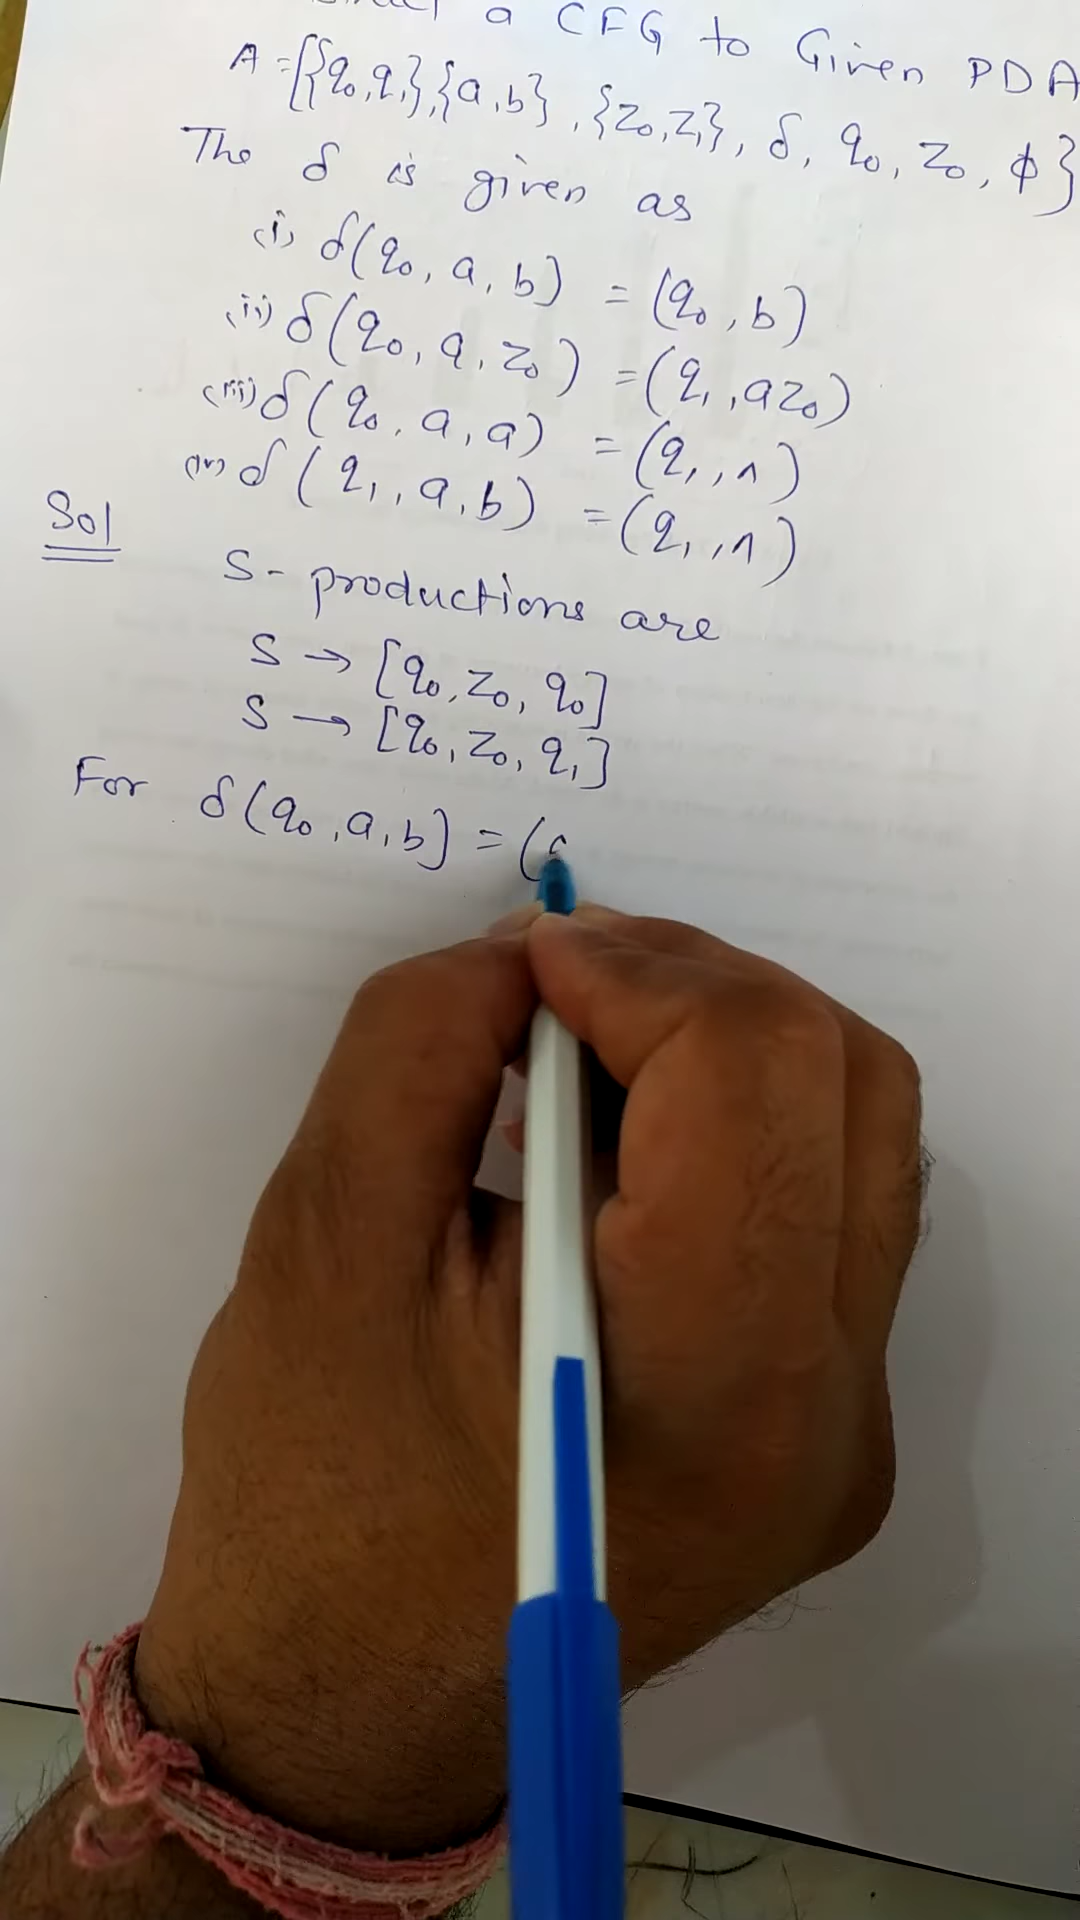 a CFG to Given PDA
A = [{q₀, q₁}, {a, b}, {z₀, z₁}, δ, q₀, z₀, ϕ}
The δ is given as
(i) δ(q₀, a, b) = (q₀, b)
(ii) δ(q₀, a, z₀) = (q₁, az₀)
(iii) δ(q₀, a, a) = (q₁, ʌ)
(iv) δ(q₁, a, b) = (q₁, ʌ)
Sol
S - productions are
S → [q₀, z₀, q₀]
S → [q₀, z₀, q₁]
For δ(q₀, a, b) = (